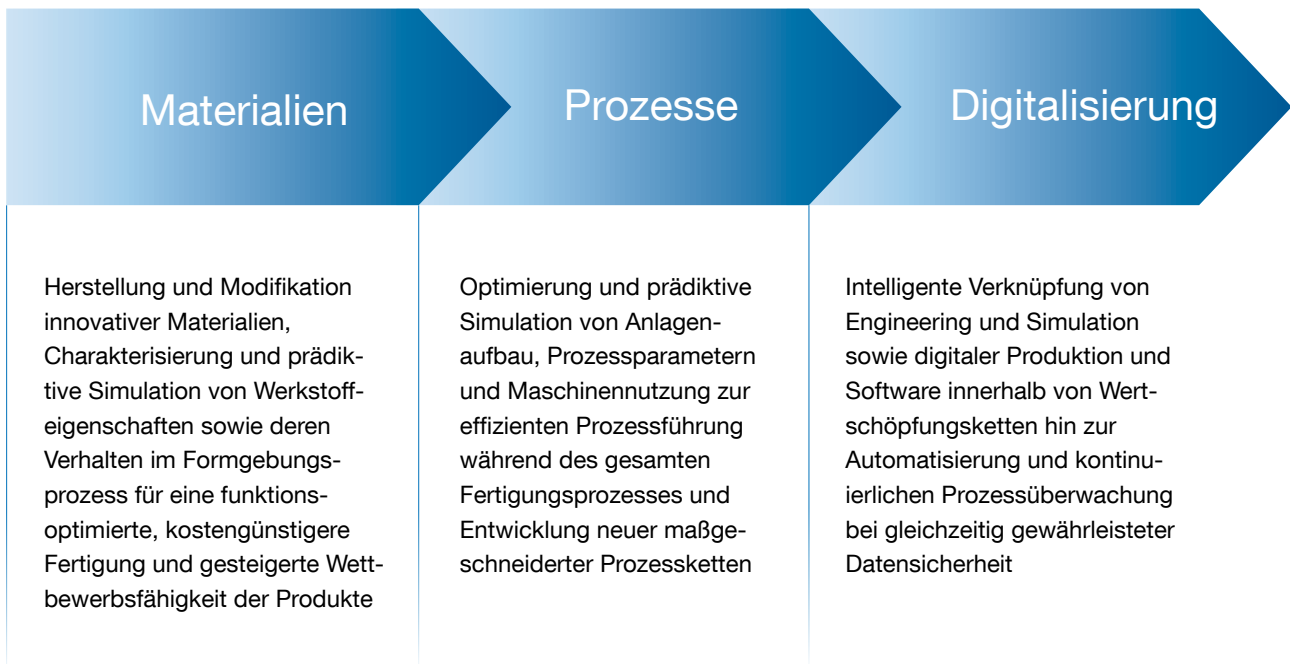 Materialien
Prozesse
Digitalisierung
Herstellung und Modifikation
innovativer Materialien,
Charakterisierung und prädik-
tive Simulation von Werkstoff-
eigenschaften sowie deren
Verhalten im Formgebungs-
prozess für eine funktions-
optimierte, kostengünstigere
Fertigung und gesteigerte Wett-
bewerbsfähigkeit der Produkte
Optimierung und prädiktive
Simulation von Anlagen-
aufbau, Prozessparametern
und Maschinennutzung zur
effizienten Prozessführung
während des gesamten
Fertigungsprozesses und
Entwicklung neuer maßge-
schneiderter Prozessketten
Intelligente Verknüpfung von
Engineering und Simulation
sowie digitaler Produktion und
Software innerhalb von Wert-
schöpfungsketten hin zur
Automatisierung und kontinu-
ierlichen Prozessüberwachung
bei gleichzeitig gewährleisteter
Datensicherheit